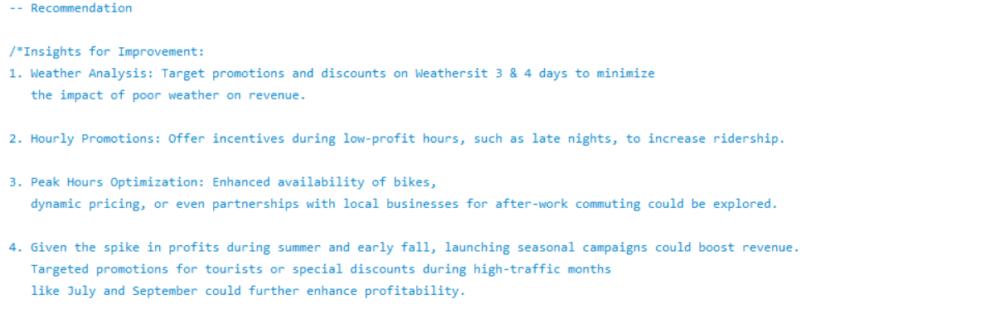 -- Recommendation
/*Insights for Improvement:
1. Weather Analysis: Target promotions and discounts on Weathersit 3 & 4 days to minimize
the impact of poor weather on revenue.
2. Hourly Promotions: Offer incentives during low-profit hours, such as late nights, to increase ridership.
3. Peak Hours Optimization: Enhanced availability of bikes,
dynamic pricing, or even partnerships with local businesses for after-work commuting could be explored.
4. Given the spike in profits during summer and early fall, launching seasonal campaigns could boost revenue.
Targeted promotions for tourists or special discounts during high-traffic months
like July and September could further enhance profitability.